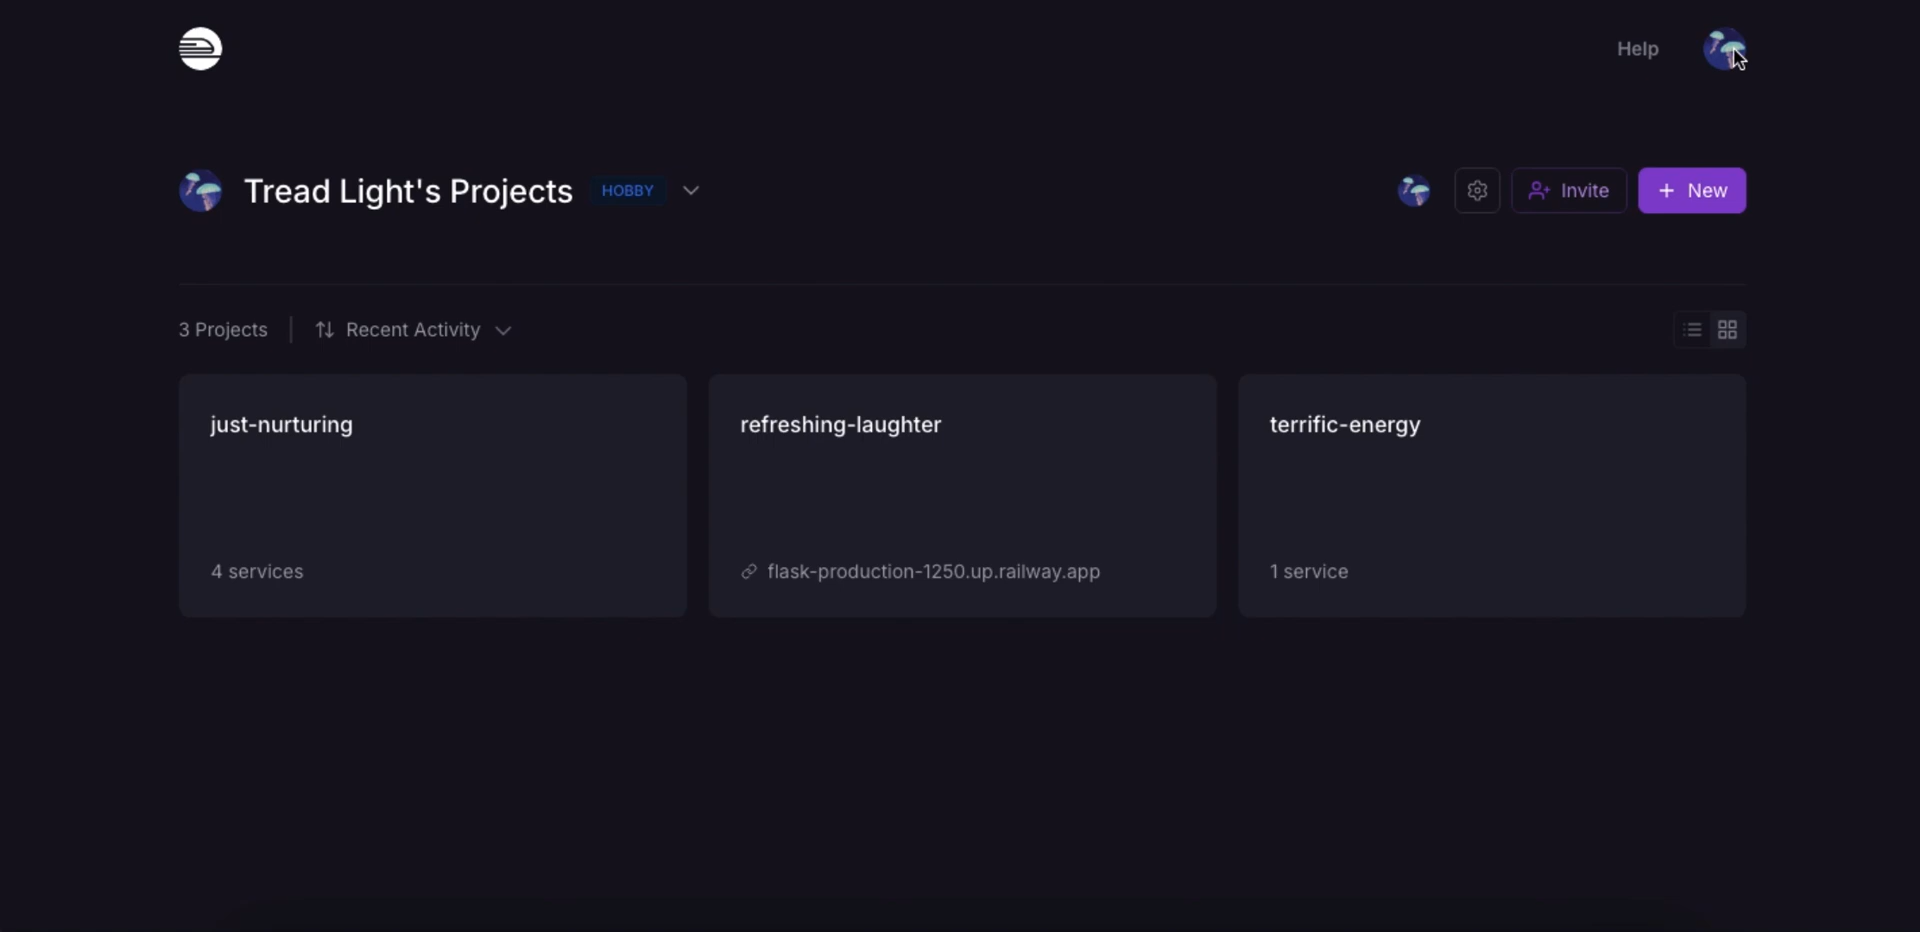 Help
Tread Light's Projects HOBBY
Invite
+ New
3 Projects
Recent Activity
just-nurturing
4 services
refreshing-laughter
flask-production-1250.up.railway.app
terrific-energy
1 service